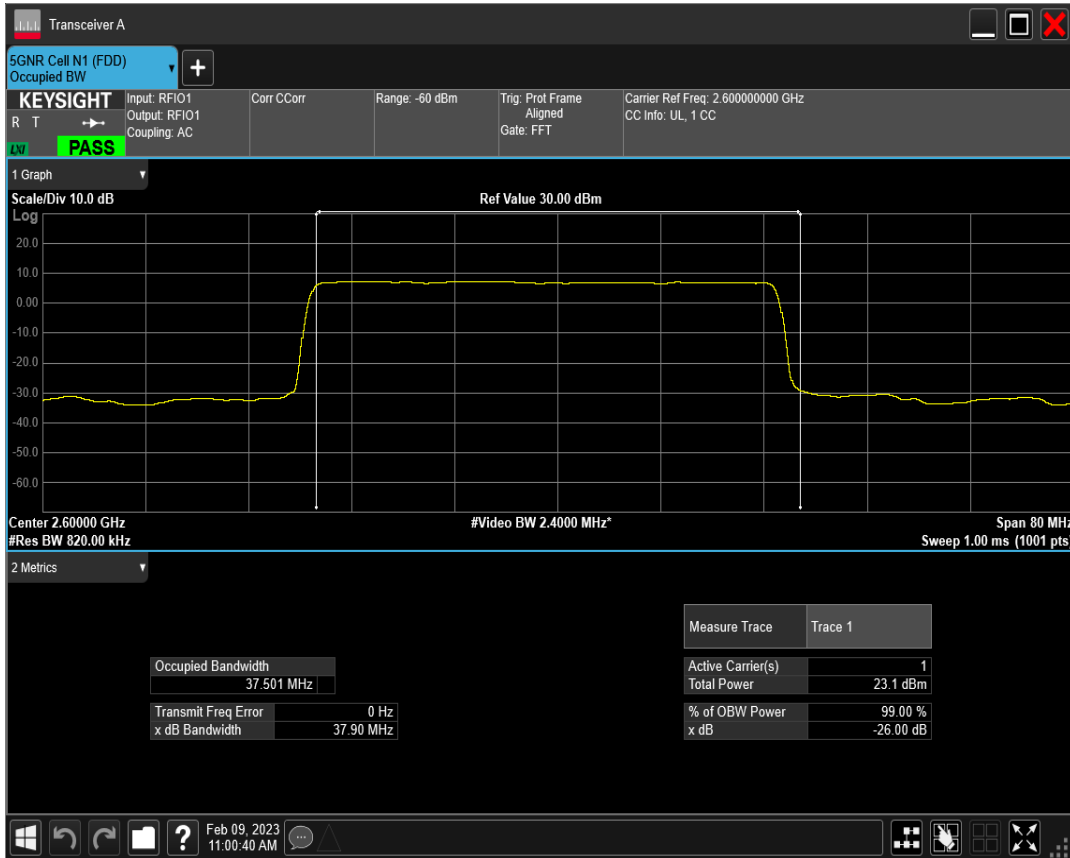 Transceiver A
5GNR Cell N1 (FDD)
Occupied BW
KEYSIGHT
R T
LXI
PASS
Input: RFIO1
Output: RFIO1
Coupling: AC
Corr CCorr
Range: -60 dBm
Trig: Prot Frame
Aligned
Gate: FFT
Carrier Ref Freq: 2.600000000 GHz
CC Info: UL, 1 CC
1 Graph
Scale/Div 10.0 dB
Ref Value 30.00 dBm
Log
20.0
10.0
0.00
-10.0
-20.0
-30.0
-40.0
-50.0
-60.0
Center 2.60000 GHz
#Video BW 2.4000 MHz*
Span 80 MHz
#Res BW 820.00 kHz
Sweep 1.00 ms (1001 pts)
2 Metrics
Measure Trace Trace 1
Occupied Bandwidth
37.501 MHz
Active Carrier(s) 1
Total Power 23.1 dBm
Transmit Freq Error 0 Hz
x dB Bandwidth 37.90 MHz
% of OBW Power 99.00 %
x dB -26.00 dB
Feb 09, 2023
11:00:40 AM